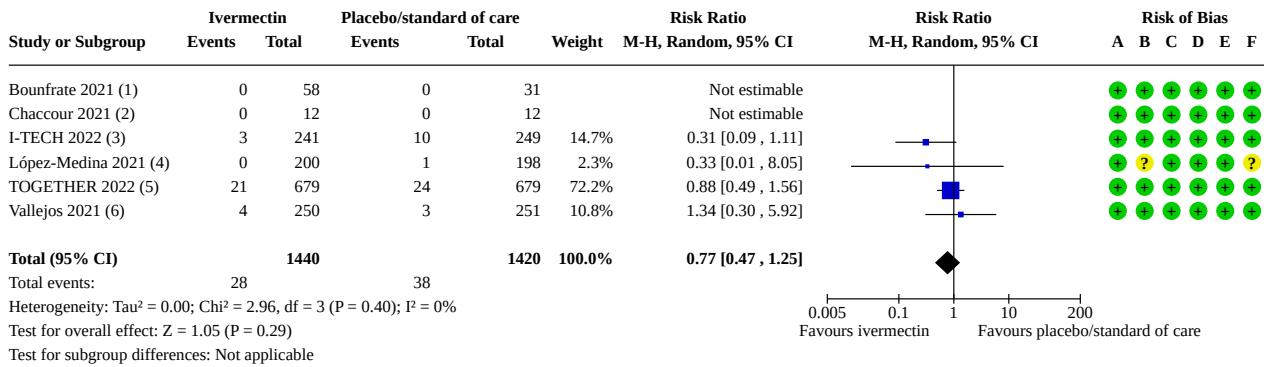 Ivermectin Placebo/standard of care Risk Ratio Risk Ratio Risk of Bias
Study or Subgroup Events Total Events Total Weight M-H, Random, 95% CI M-H, Random, 95% CI A B C D E F
Bounfrate 2021 (1) 0 58 0 31 Not estimable + + + + + +
Chaccour 2021 (2) 0 12 0 12 Not estimable + + + + + +
I-TECH 2022 (3) 3 241 10 249 14.7% 0.31 [0.09 , 1.11] + + + + + +
López-Medina 2021 (4) 0 200 1 198 2.3% 0.33 [0.01 , 8.05] + ? + + + ?
TOGETHER 2022 (5) 21 679 24 679 72.2% 0.88 [0.49 , 1.56] + + + + + +
Vallejos 2021 (6) 4 250 3 251 10.8% 1.34 [0.30 , 5.92] + + + + + +
Total (95% CI) 1440 1420 100.0% 0.77 [0.47 , 1.25]
Total events: 28 38
Heterogeneity: Tau² = 0.00; Chi² = 2.96, df = 3 (P = 0.40); I² = 0%
0.005 0.1 1 10 200
Test for overall effect: Z = 1.05 (P = 0.29) Favours ivermectin Favours placebo/standard of care
Test for subgroup differences: Not applicable